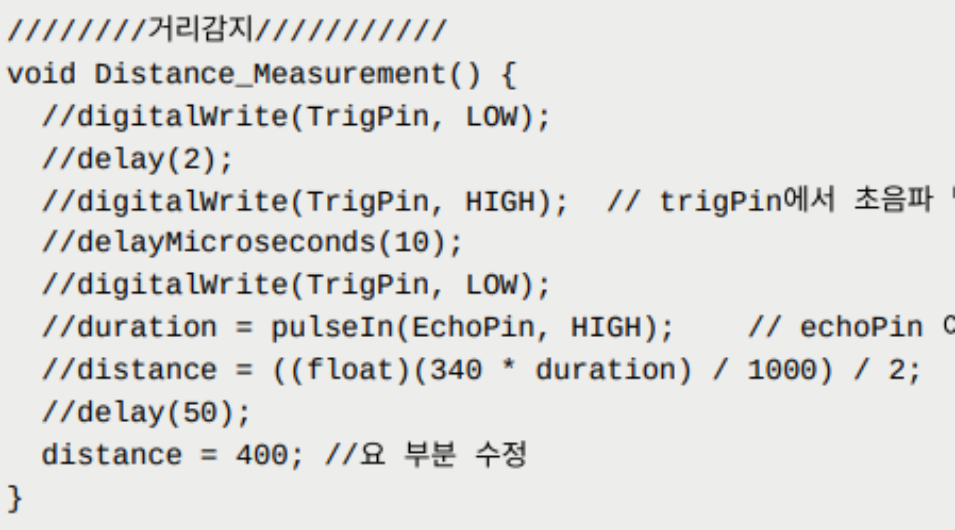 ////////거리감지///////////
void Distance_Measurement() {
//digitalWrite(TrigPin, LOW);
//delay(2);
//digitalWrite(TrigPin, HIGH); // trigPin에서 초음파
//delayMicroseconds(10);
//digitalWrite(TrigPin, LOW);
//duration = pulseIn(EchoPin, HIGH); // echoPin
//distance = ((float)(340 * duration) / 1000) / 2;
//delay(50);
distance = 400; //요 부분 수정
}